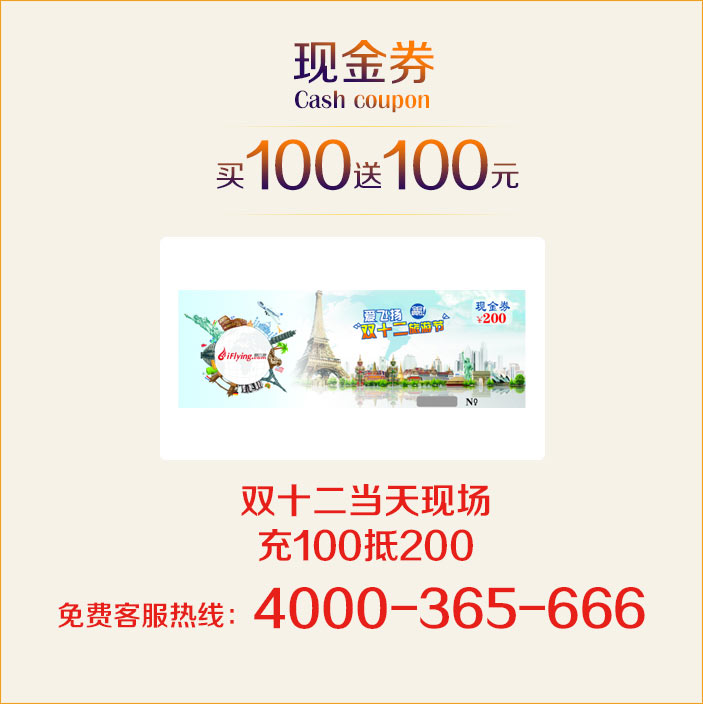 现金券
Cash coupon
买100送100元
爱飞扬
双十二旅游节
现金券
¥200
iFlying.com
№
双十二当天现场
充100抵200
免费客服热线：4000-365-666